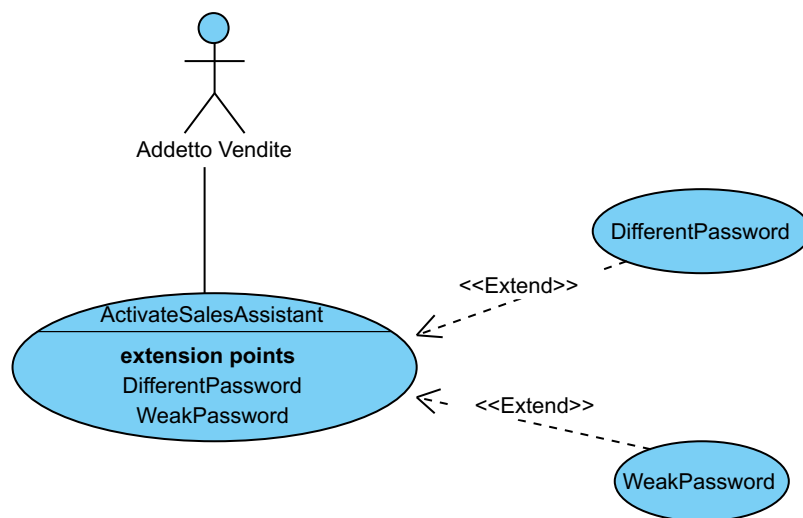 Addetto Vendite
DifferentPassword
<<Extend>>
ActivateSalesAssistant
extension points
DifferentPassword
WeakPassword
<<Extend>>
WeakPassword